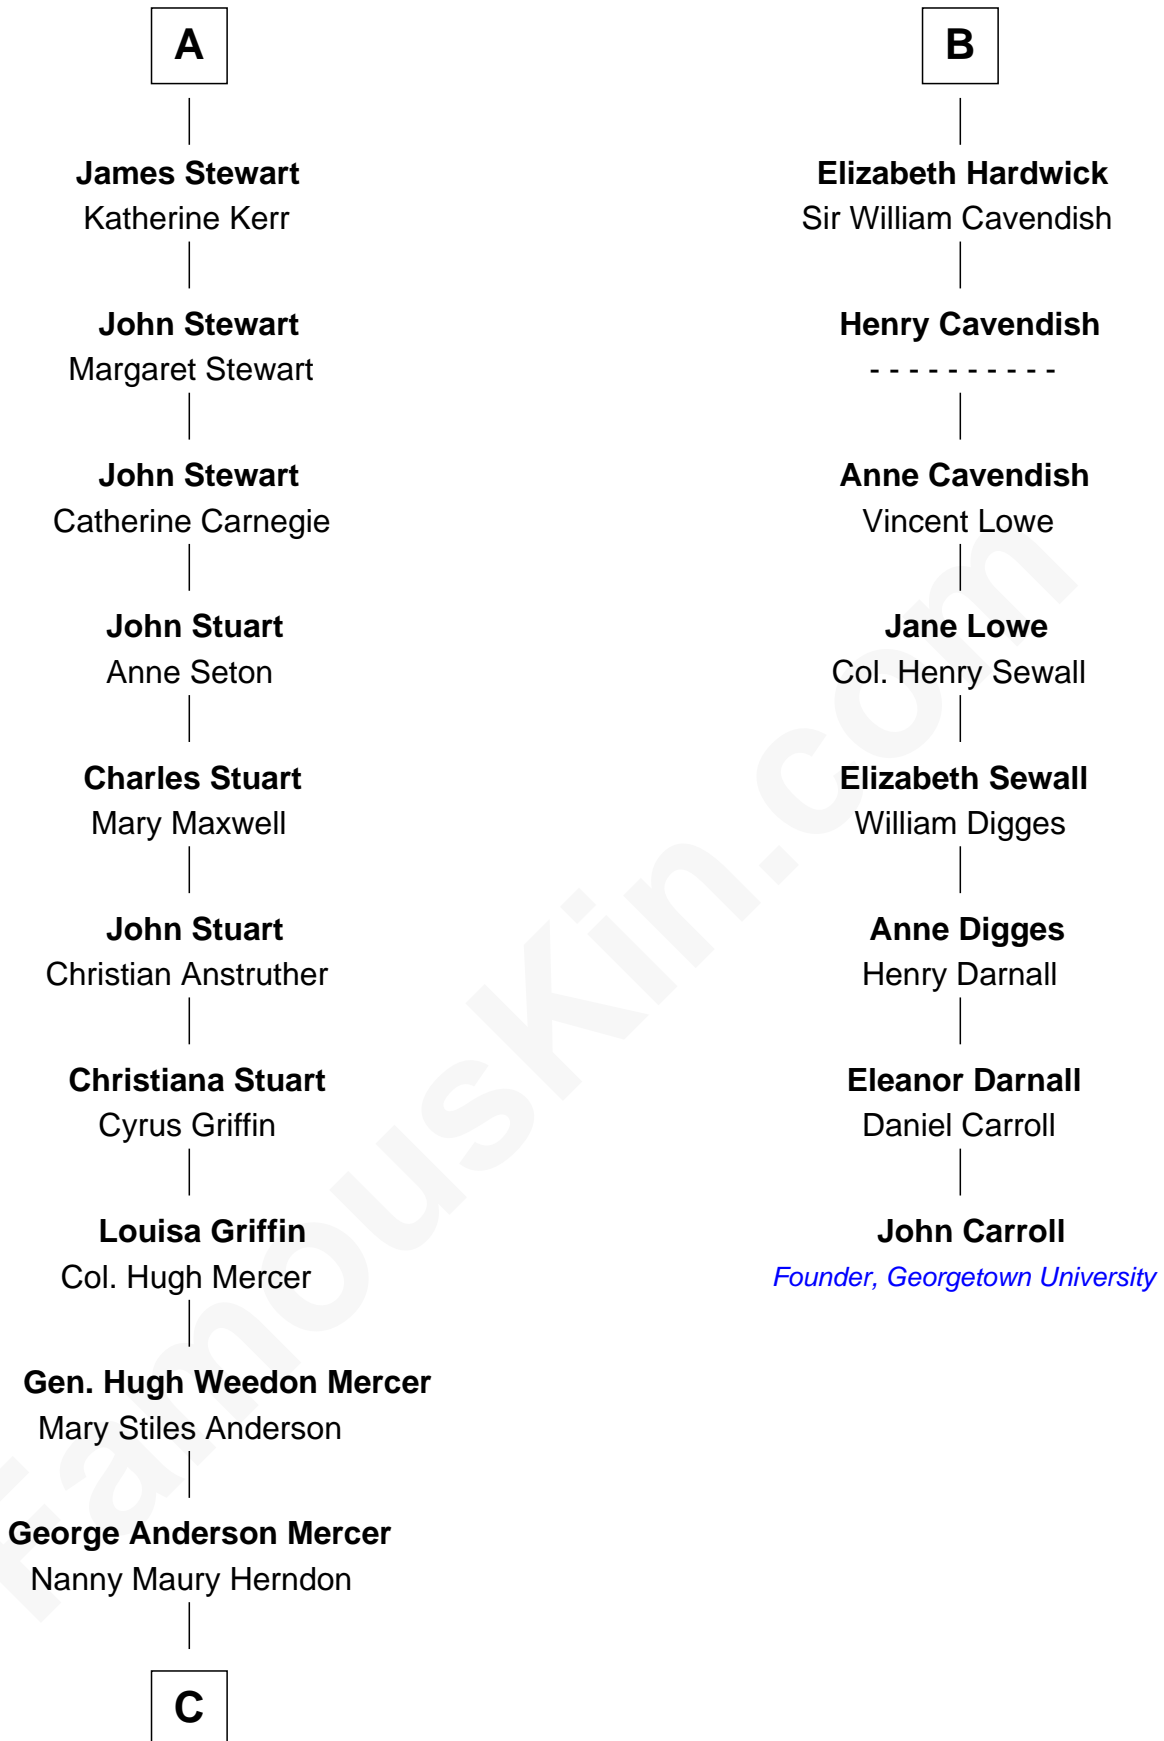 A
James Stewart
Katherine Kerr
John Stewart
Margaret Stewart
John Stewart
Catherine Carnegie
John Stuart
Anne Seton
Charles Stuart
Mary Maxwell
John Stuart
Christian Anstruther
Christiana Stuart
Cyrus Griffin
Louisa Griffin
Col. Hugh Mercer
Gen. Hugh Weedon Mercer
Mary Stiles Anderson
George Anderson Mercer
Nanny Maury Herndon
C
B
Elizabeth Hardwick
Sir William Cavendish
Henry Cavendish
- - - - - - - - - -
Anne Cavendish
Vincent Lowe
Jane Lowe
Col. Henry Sewall
Elizabeth Sewall
William Digges
Anne Digges
Henry Darnall
Eleanor Darnall
Daniel Carroll
John Carroll
Founder, Georgetown University
FamousKin.com